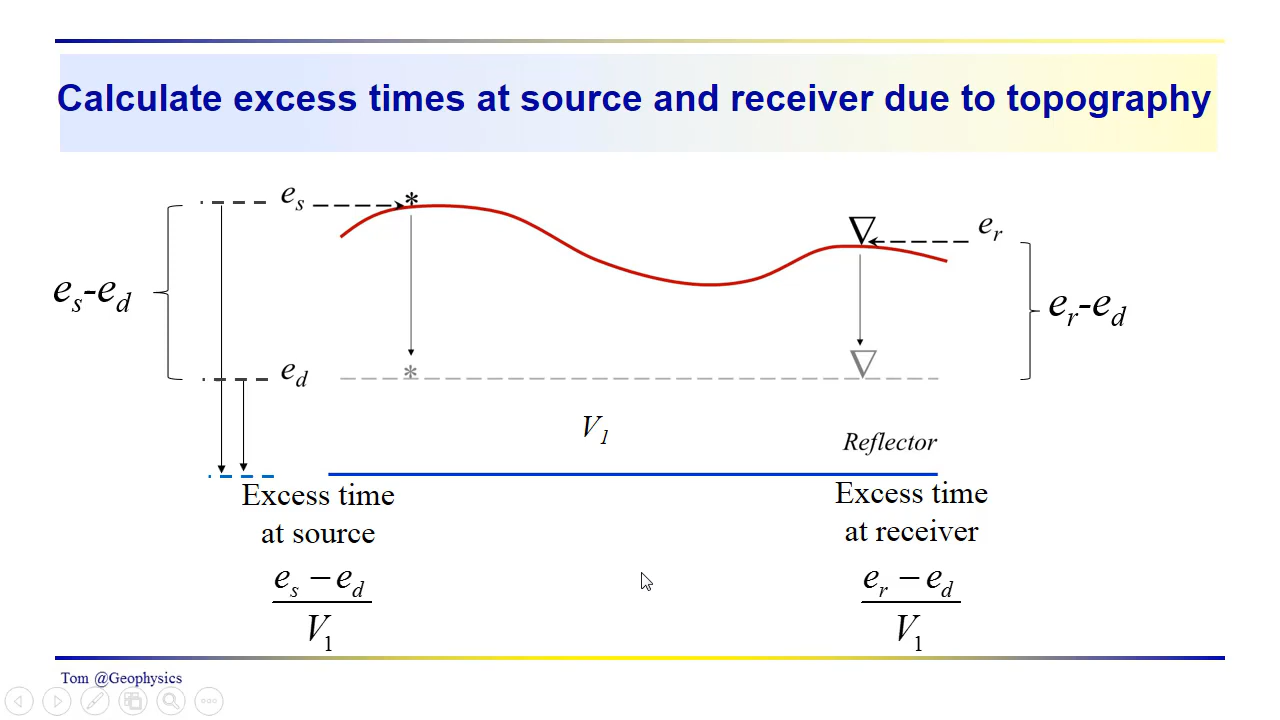 Calculate excess times at source and receiver due to topography
e_s
*
∇
e_r
e_s-e_d
e_r-e_d
e_d
*
∇
V_1
Reflector
Excess time
at source
Excess time
at receiver
e_s − e_d
V_1
e_r − e_d
V_1
Tom @Geophysics